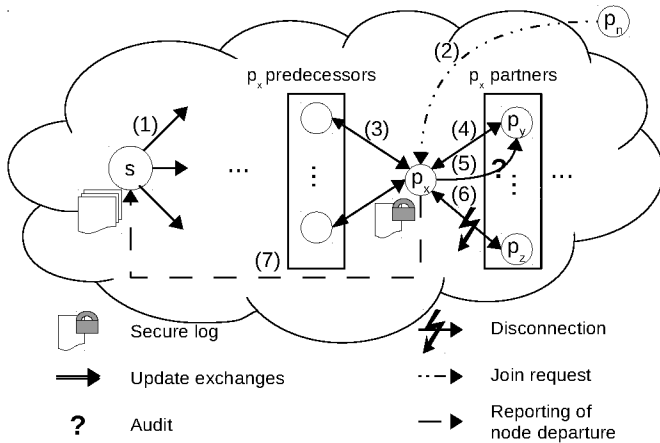 p_n
(2)
p_x predecessors
p_x partners
(1)
(3)
(4)
p_y
(5)
?
s
...
...
...
...
p_x
(6)
p_z
(7)
Secure log
Disconnection
Update exchanges
Join request
? Audit
Reporting of
node departure